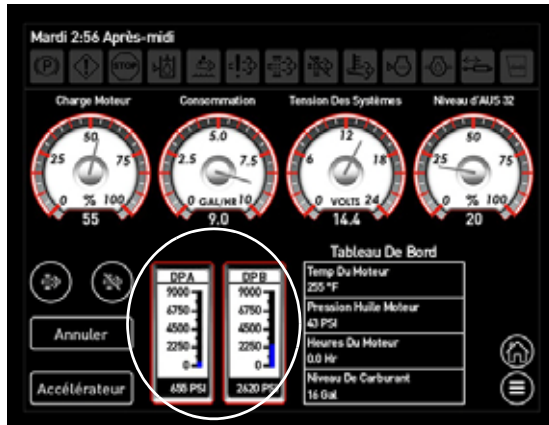 Mardi 2:56 Après-midi
(P) STOP
Charge Moteur Consommation Tension Des Systèmes Niveau d'AUS 32
50 5.0 12 50
25 75 2.5 7.5 6 18 25 75
0 % 100 0 GAL/HR 10 0 VOLTS 24 0 % 100
55 9.0 14.4 20
Tableau De Bord
DP A DP B
9000 9000
6750 6750
4500 4500
2250 2250
0 0
655 PSI 2620 PSI
Temp Du Moteur
255 °F
Pression Huile Moteur
43 PSI
Heures Du Moteur
0.0 Hr
Niveau De Carburant
16 Gal
Annuler
Accélérateur